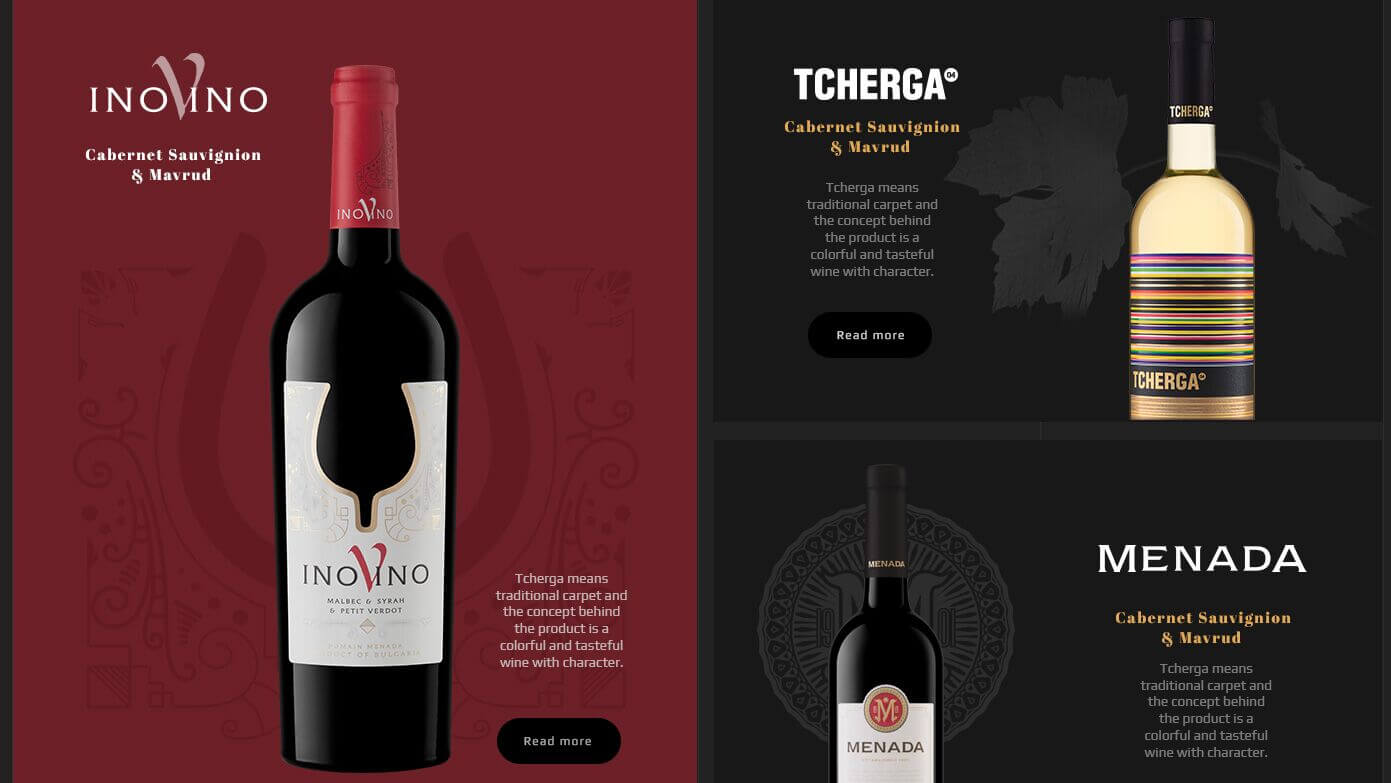 INOVINO
Cabernet Sauvignion
& Mavrud
INOVINO
INOVINO
MALBEC & SYRAH
& PETIT VERDOT
DOMAIN MENADA
PRODUCT OF BULGARIA
Tcherga means
traditional carpet and
the concept behind
the product is a
colorful and tasteful
wine with character.
Read more
TCHERGA04
Cabernet Sauvignion
& Mavrud
Tcherga means
traditional carpet and
the concept behind
the product is a
colorful and tasteful
wine with character.
Read more
TCHERGA
TCHERGA
MENADA
Cabernet Sauvignion
& Mavrud
Tcherga means
traditional carpet and
the concept behind
the product is a
colorful and tasteful
wine with character.
MENADA
M
MENADA